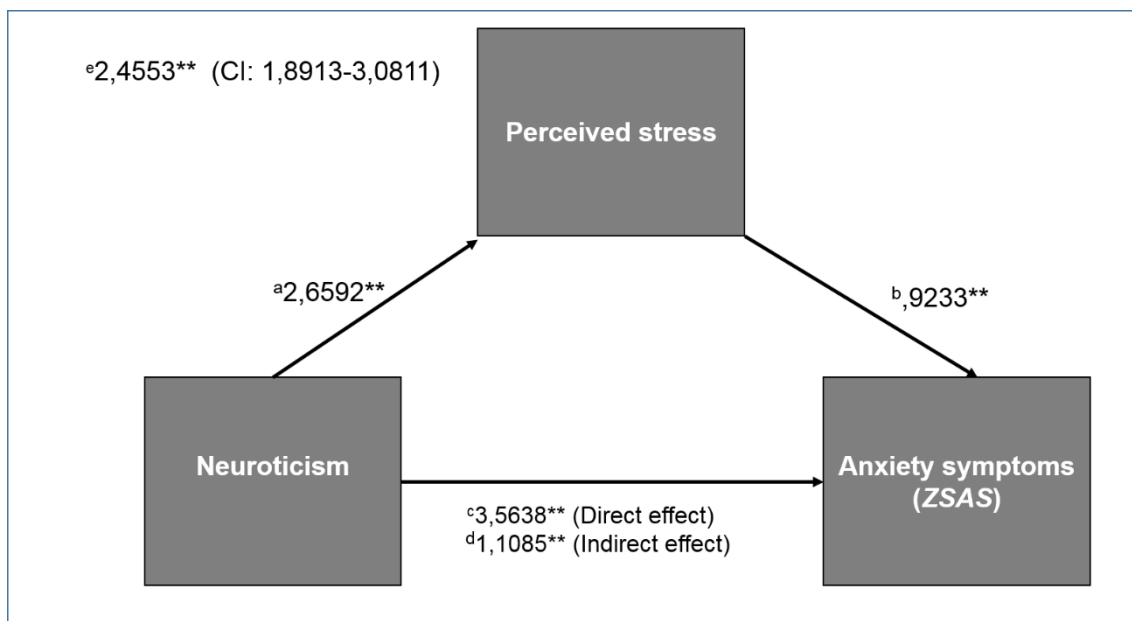 ᵉ2,4553** (CI: 1,8913-3,0811)
Perceived stress
ᵃ2,6592**
ᵇ,9233**
Neuroticism
Anxiety symptoms
(ZSAS)
ᶜ3,5638** (Direct effect)
ᵈ1,1085** (Indirect effect)